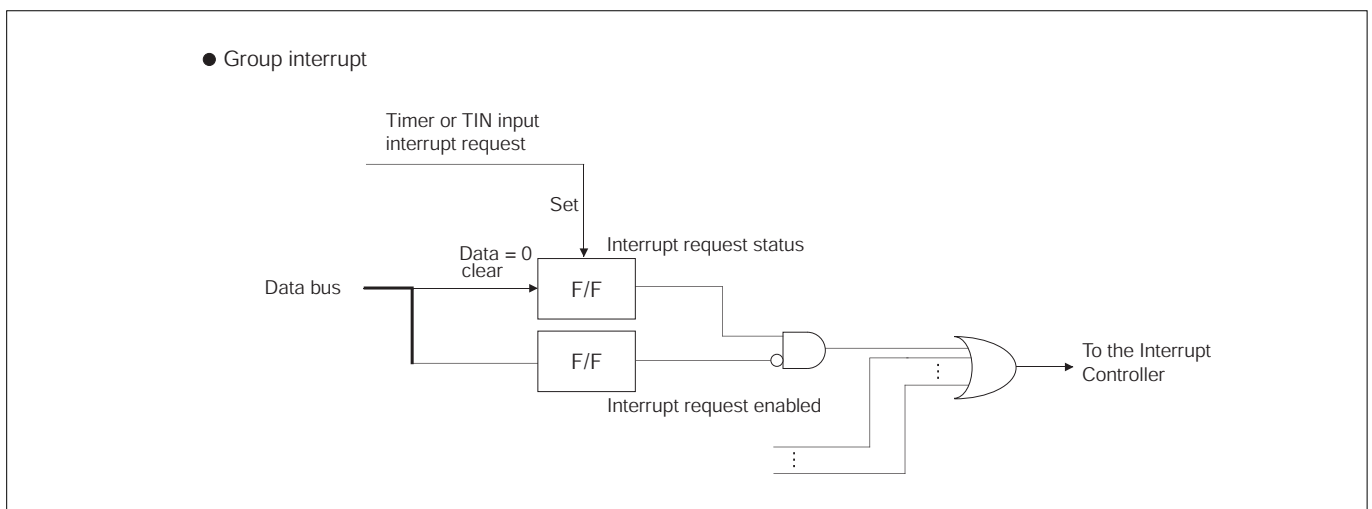 ● Group interrupt
Timer or TIN input
interrupt request
Set
Data = 0
clear
Interrupt request status
Data bus
F/F
F/F
To the Interrupt
Controller
Interrupt request enabled